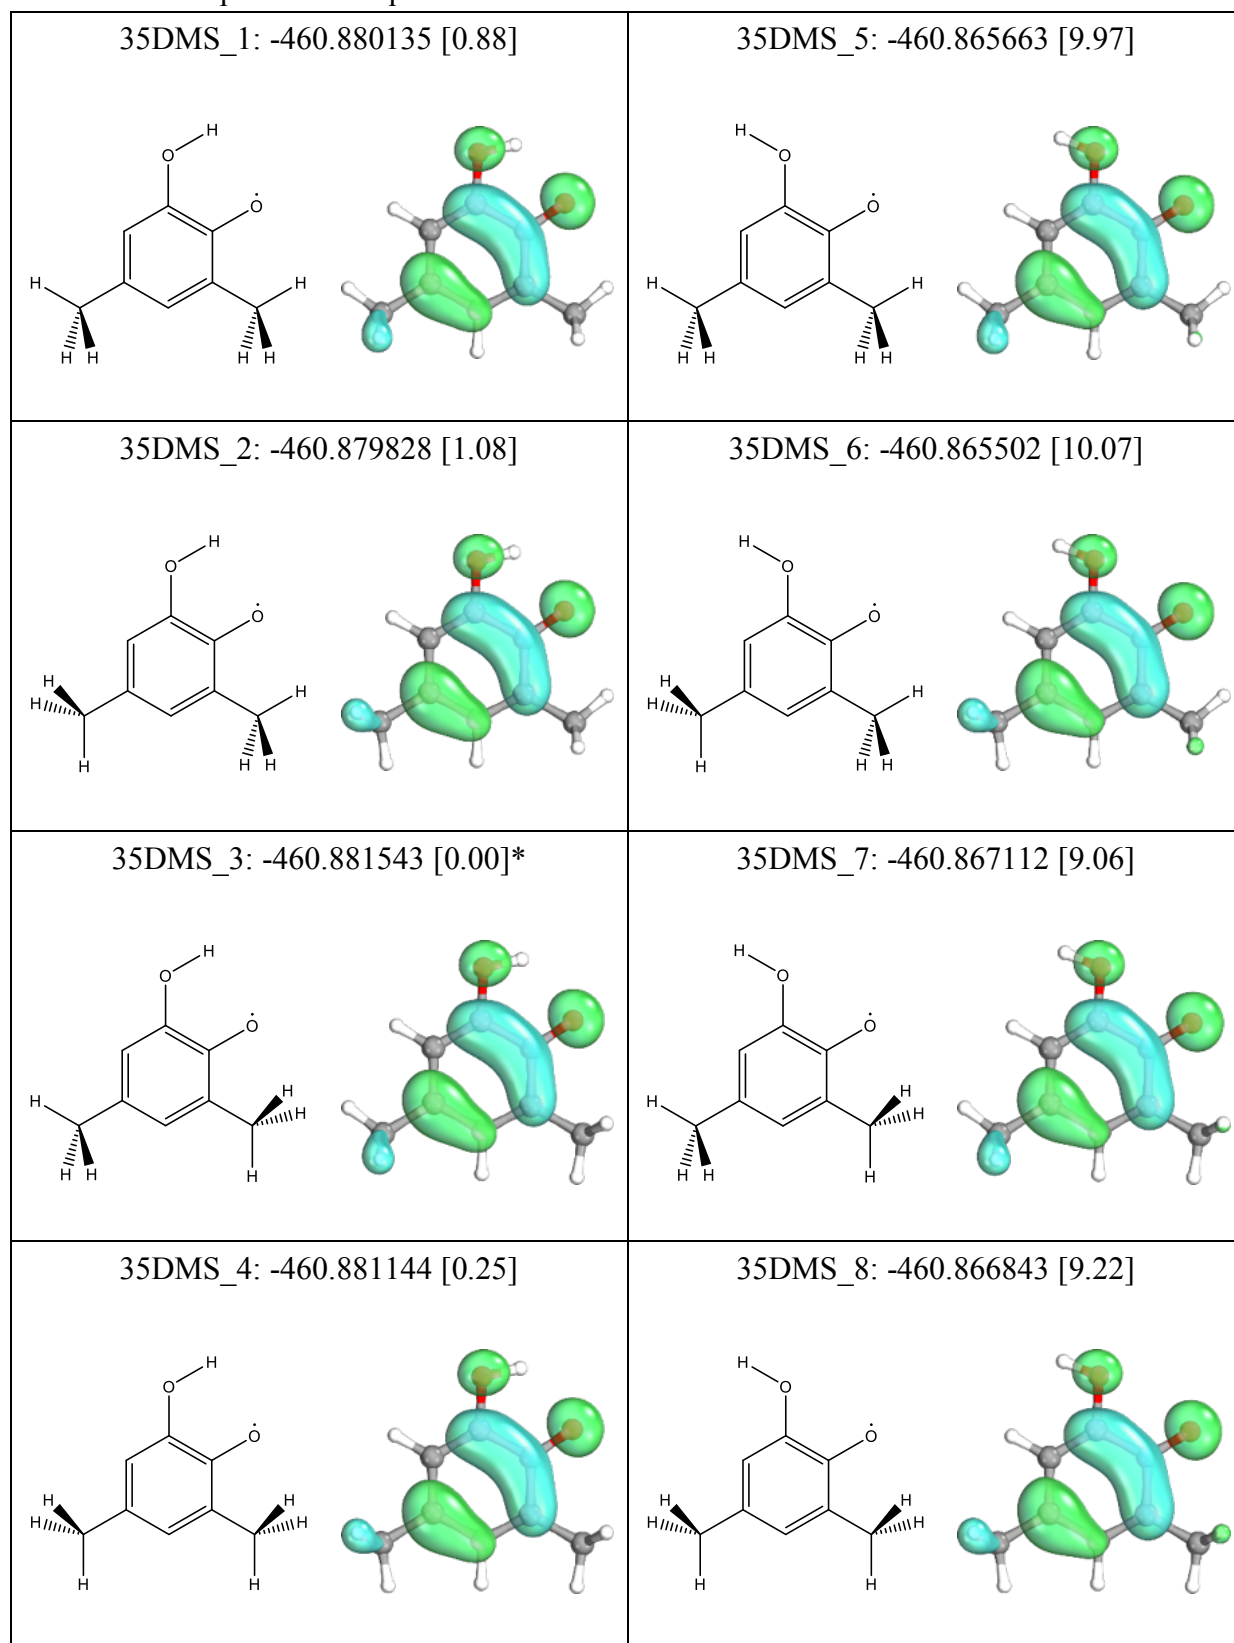 35DMS_1: -460.880135 [0.88]
35DMS_5: -460.865663 [9.97]
H
O
O
H
H H
H
H H
H
O
O
H
H H
H
H H
35DMS_2: -460.879828 [1.08]
35DMS_6: -460.865502 [10.07]
H
O
O
H
H
H
H
H H
H
O
O
H
H
H
H
H H
35DMS_3: -460.881543 [0.00]*
35DMS_7: -460.867112 [9.06]
H
O
O
H
H H
H
H
H
H
O
O
H
H H
H
H
H
35DMS_4: -460.881144 [0.25]
35DMS_8: -460.866843 [9.22]
H
O
O
H
H
H
H
H
H
H
O
O
H
H
H
H
H
H